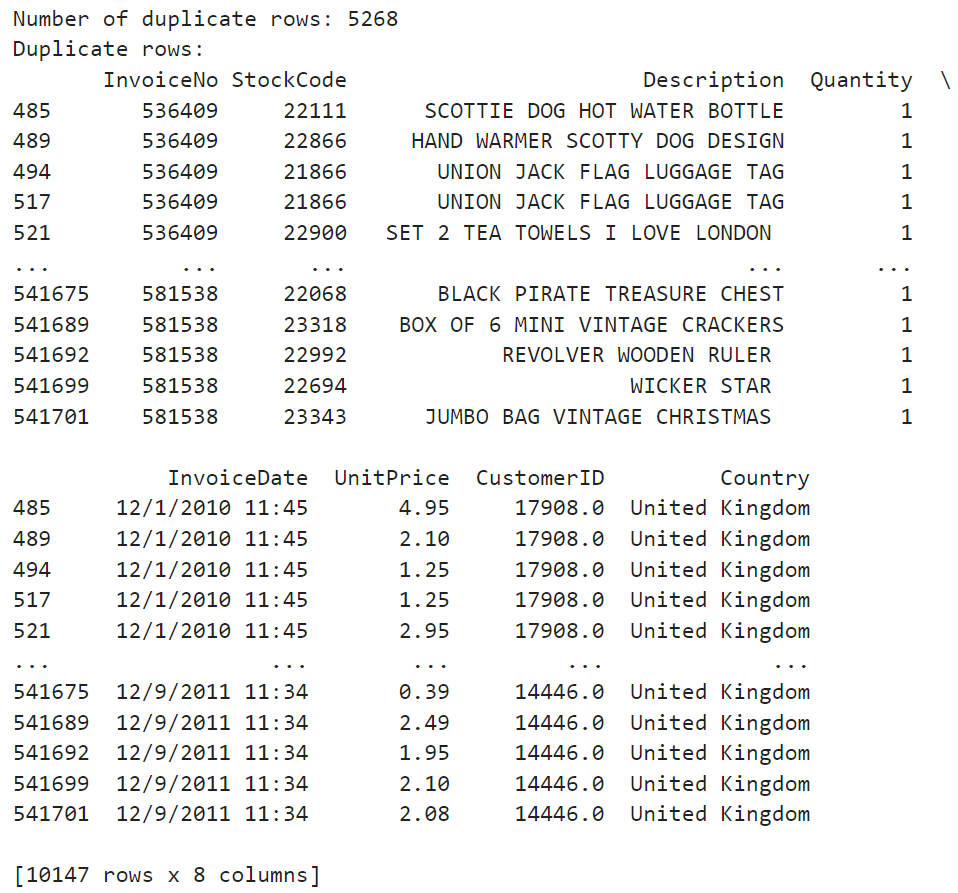 Number of duplicate rows: 5268
Duplicate rows:
InvoiceNo StockCode Description Quantity \
485 536409 22111 SCOTTIE DOG HOT WATER BOTTLE 1
489 536409 22866 HAND WARMER SCOTTY DOG DESIGN 1
494 536409 21866 UNION JACK FLAG LUGGAGE TAG 1
517 536409 21866 UNION JACK FLAG LUGGAGE TAG 1
521 536409 22900 SET 2 TEA TOWELS I LOVE LONDON 1
... ... ... ... ...
541675 581538 22068 BLACK PIRATE TREASURE CHEST 1
541689 581538 23318 BOX OF 6 MINI VINTAGE CRACKERS 1
541692 581538 22992 REVOLVER WOODEN RULER 1
541699 581538 22694 WICKER STAR 1
541701 581538 23343 JUMBO BAG VINTAGE CHRISTMAS 1
InvoiceDate UnitPrice CustomerID Country
485 12/1/2010 11:45 4.95 17908.0 United Kingdom
489 12/1/2010 11:45 2.10 17908.0 United Kingdom
494 12/1/2010 11:45 1.25 17908.0 United Kingdom
517 12/1/2010 11:45 1.25 17908.0 United Kingdom
521 12/1/2010 11:45 2.95 17908.0 United Kingdom
... ... ... ... ...
541675 12/9/2011 11:34 0.39 14446.0 United Kingdom
541689 12/9/2011 11:34 2.49 14446.0 United Kingdom
541692 12/9/2011 11:34 1.95 14446.0 United Kingdom
541699 12/9/2011 11:34 2.10 14446.0 United Kingdom
541701 12/9/2011 11:34 2.08 14446.0 United Kingdom
[10147 rows x 8 columns]